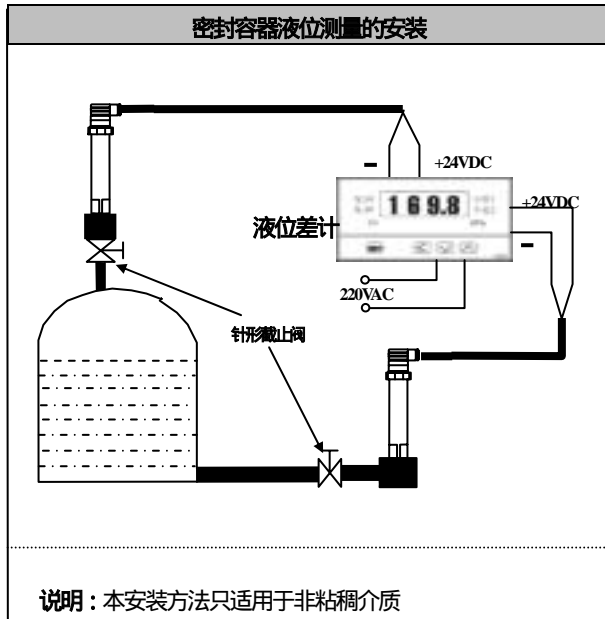 密封容器液位测量的安装
- +24VDC
169.8
+24VDC
液位差计
-
220VAC
针形截止阀
说明：本安装方法只适用于非粘稠介质